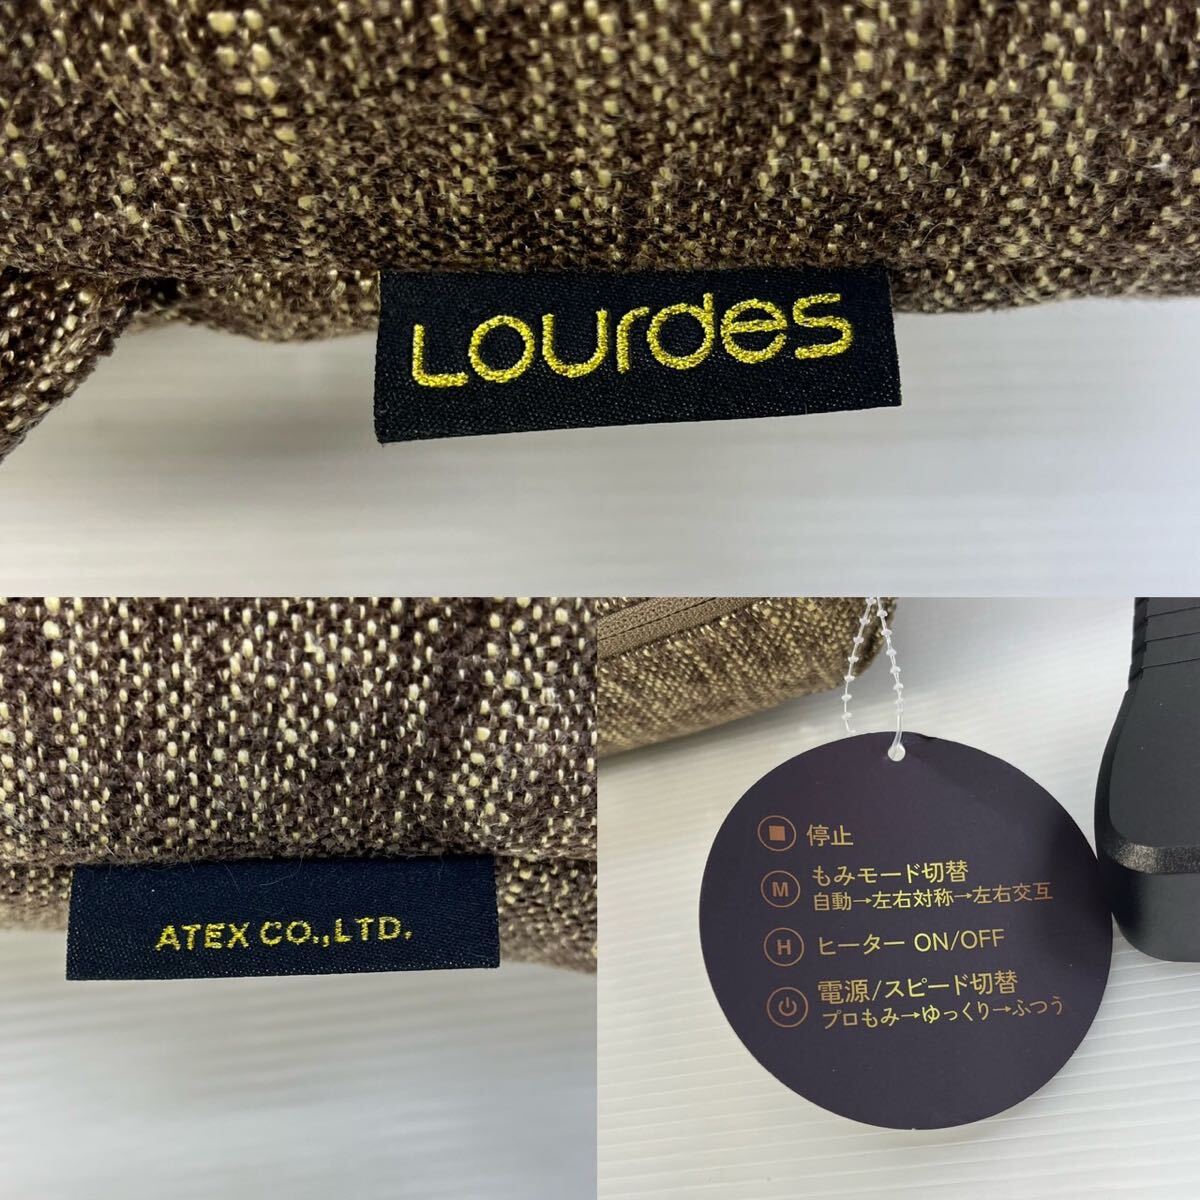 Lourdes
ATEX CO.,LTD.
停止
M もみモード切替
自動→左右対称→左右交互
H ヒーター ON/OFF
電源/スピード切替
プロもみ→ゆっくり→ふつう